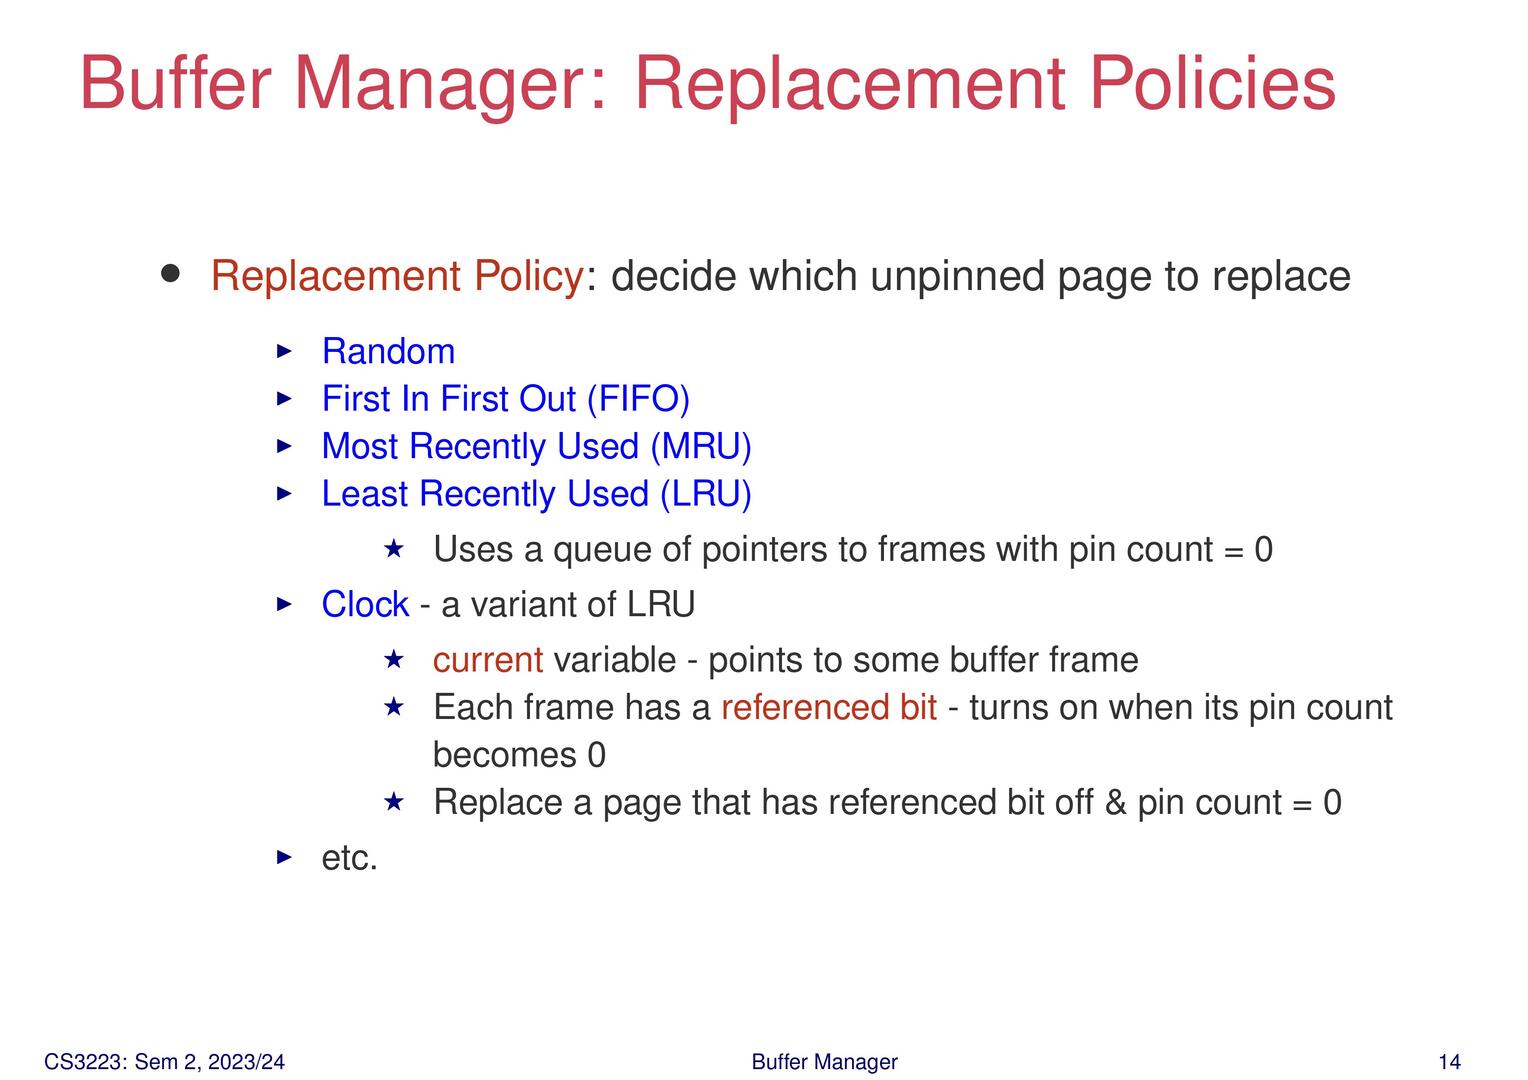 Buffer Manager: Replacement Policies
● Replacement Policy: decide which unpinned page to replace
▶ Random
▶ First In First Out (FIFO)
▶ Most Recently Used (MRU)
▶ Least Recently Used (LRU)
★ Uses a queue of pointers to frames with pin count = 0
▶ Clock - a variant of LRU
★ current variable - points to some buffer frame
★ Each frame has a referenced bit - turns on when its pin count
becomes 0
★ Replace a page that has referenced bit off & pin count = 0
▶ etc.
CS3223: Sem 2, 2023/24 Buffer Manager 14